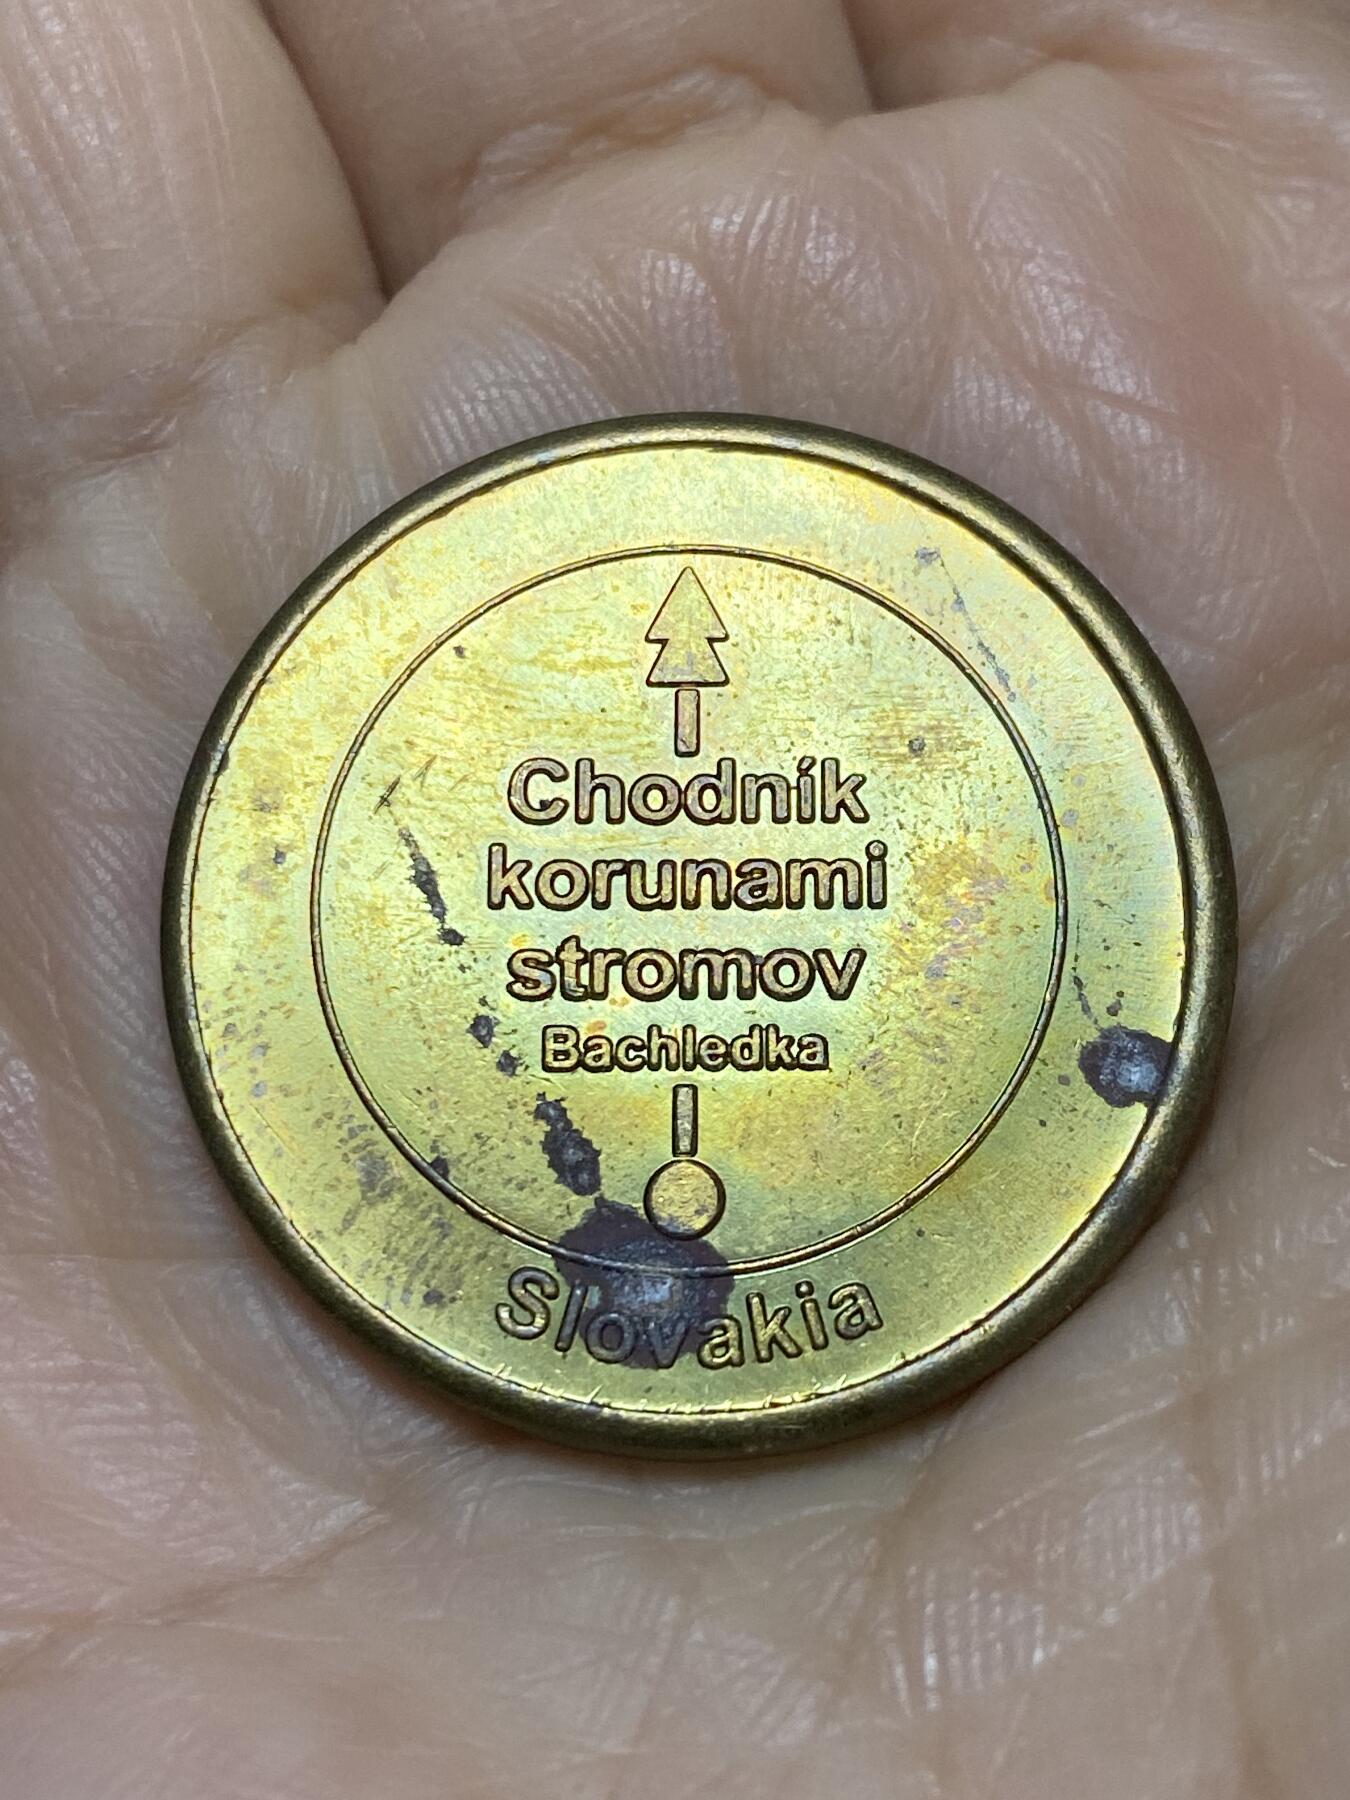 Chodník
korunami
stromov
Bachledka
Slovakia